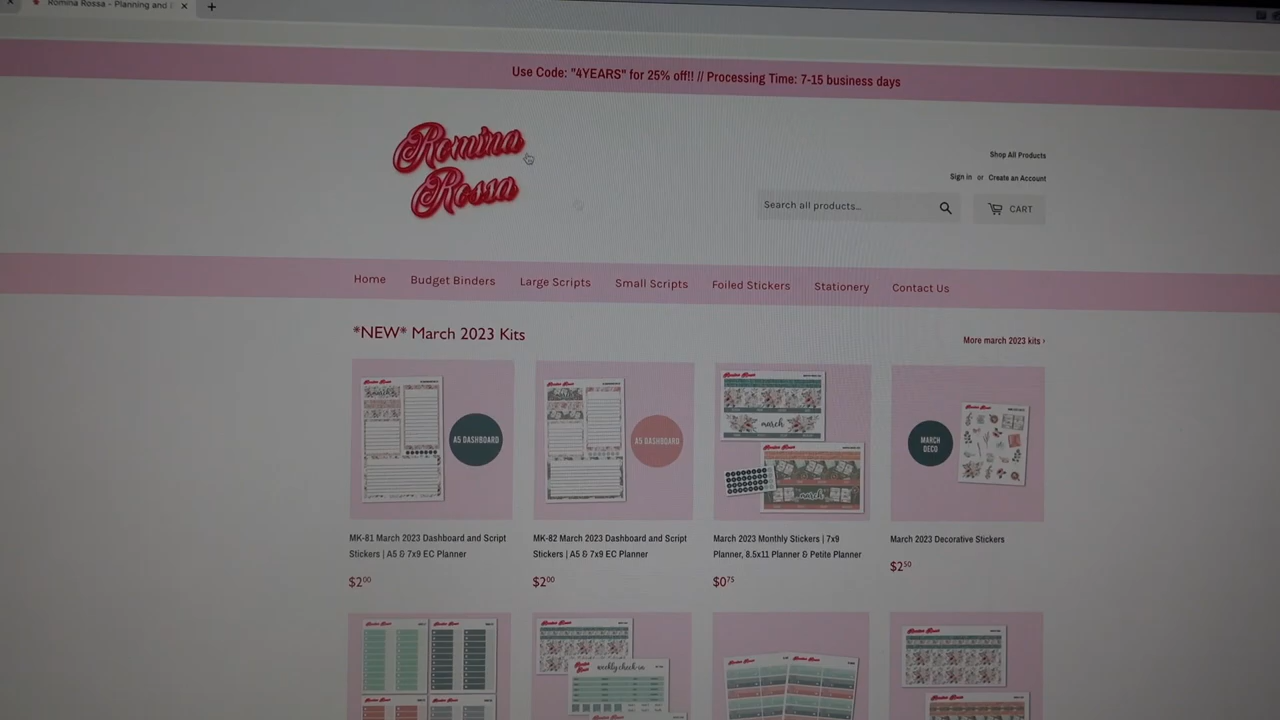 Romina Rossa - Planning and
Use Code: "4YEARS" for 25% off!! // Processing Time: 7-15 business days
Romina
Rossa
Shop All Products
Sign in or Create an Account
Search all products...
CART
Home Budget Binders Large Scripts Small Scripts Foiled Stickers Stationery Contact Us
*NEW* March 2023 Kits
More march 2023 kits ›
A5 DASHBOARD
A5 DASHBOARD
march
march
MARCH
DECO
MK-81 March 2023 Dashboard and Script
Stickers | A5 & 7x9 EC Planner
$2.00
MK-82 March 2023 Dashboard and Script
Stickers | A5 & 7x9 EC Planner
$2.00
March 2023 Monthly Stickers | 7x9
Planner, 8.5x11 Planner & Petite Planner
$0.75
March 2023 Decorative Stickers
$2.50
weekly check-in